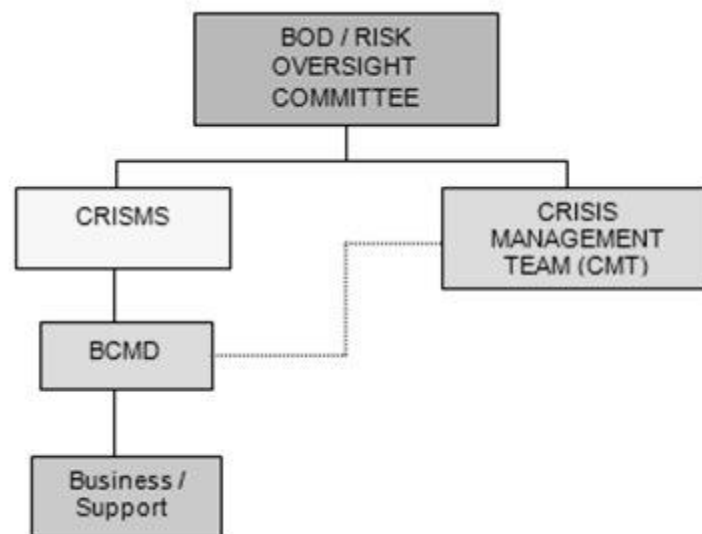 BOD / RISK
OVERSIGHT
COMMITTEE
CRISMS
CRISIS
MANAGEMENT
TEAM (CMT)
BCMD
Business /
Support